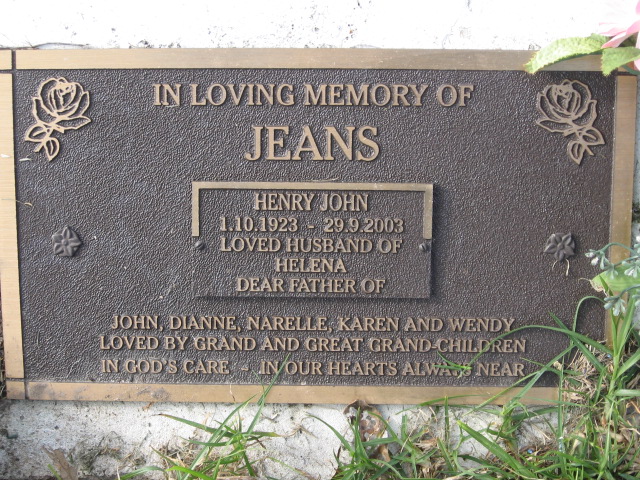 IN LOVING MEMORY OF
JEANS
HENRY JOHN
1.10.1923 - 29.9.2003
LOVED HUSBAND OF
HELENA
DEAR FATHER OF
JOHN, DIANNE, NARELLE, KAREN AND WENDY
LOVED BY GRAND AND GREAT GRAND-CHILDREN
IN GOD'S CARE - IN OUR HEARTS ALWAYS NEAR